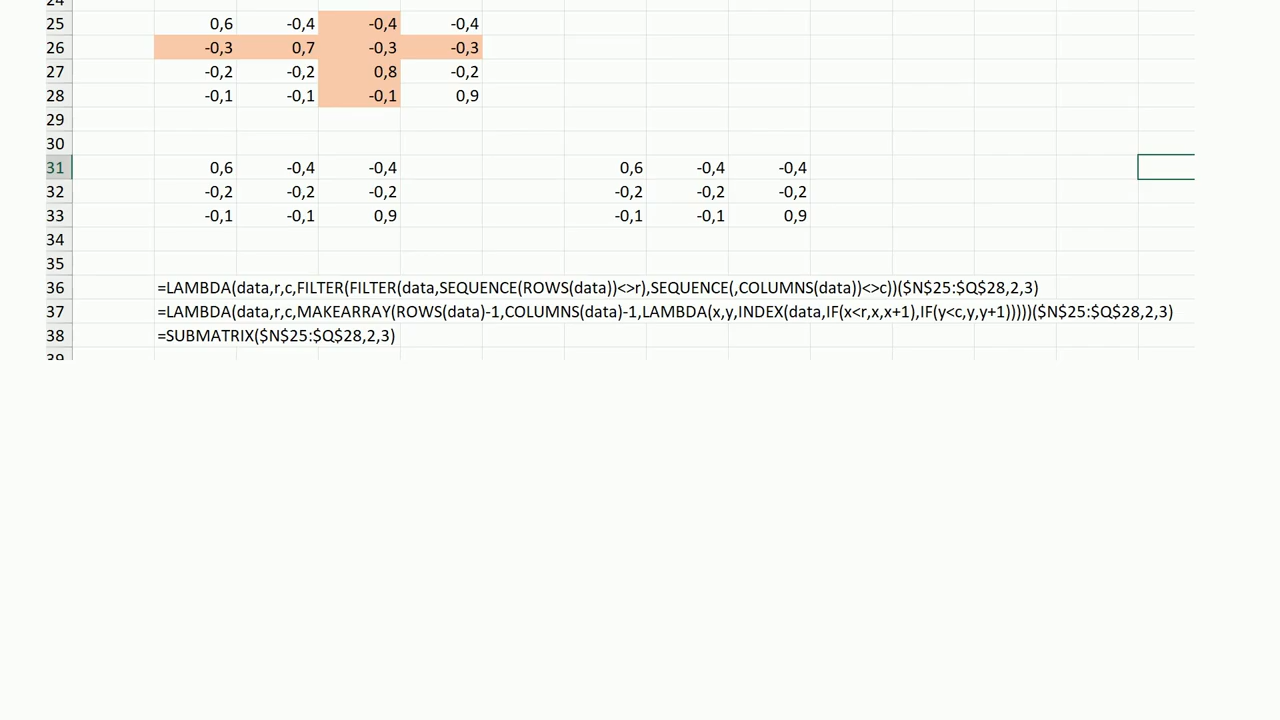 25 0,6 -0,4 -0,4 -0,4
26 -0,3 0,7 -0,3 -0,3
27 -0,2 -0,2 0,8 -0,2
28 -0,1 -0,1 -0,1 0,9
29
30
31 0,6 -0,4 -0,4 0,6 -0,4 -0,4
32 -0,2 -0,2 -0,2 -0,2 -0,2 -0,2
33 -0,1 -0,1 0,9 -0,1 -0,1 0,9
34
35
36 =LAMBDA(data,r,c,FILTER(FILTER(data,SEQUENCE(ROWS(data))<>r),SEQUENCE(,COLUMNS(data))<>c))($N$25:$Q$28,2,3)
37 =LAMBDA(data,r,c,MAKEARRAY(ROWS(data)-1,COLUMNS(data)-1,LAMBDA(x,y,INDEX(data,IF(x<r,x,x+1),IF(y<c,y,y+1)))))($N$25:$Q$28,2,3)
38 =SUBMATRIX($N$25:$Q$28,2,3)